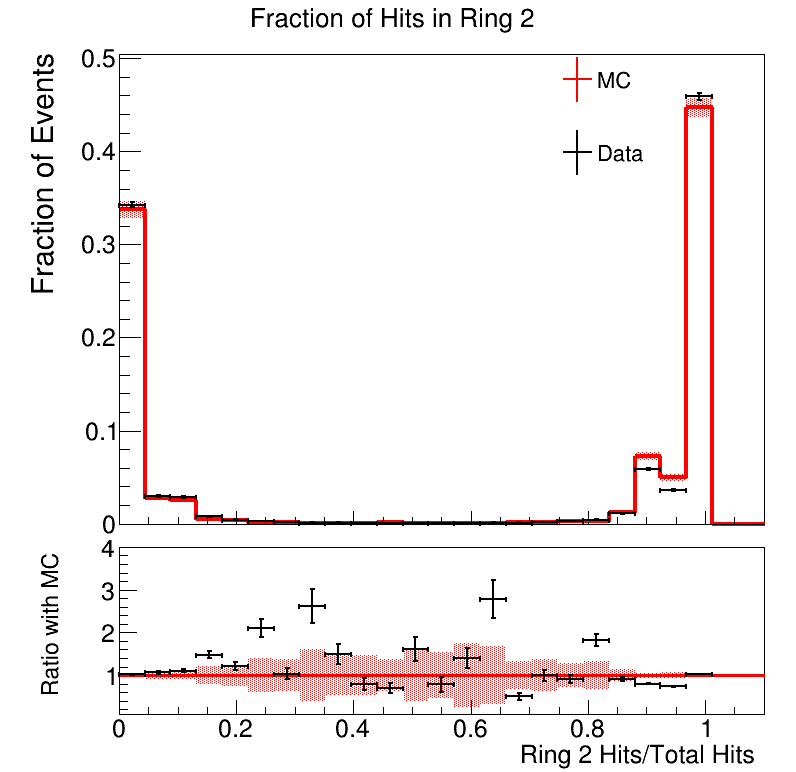 Fraction of Hits in Ring 2
Fraction of Events
0.5
0.4
0.3
0.2
0.1
0
MC
Data
Ratio with MC
4
3
2
1
0 0.2 0.4 0.6 0.8 1
Ring 2 Hits/Total Hits